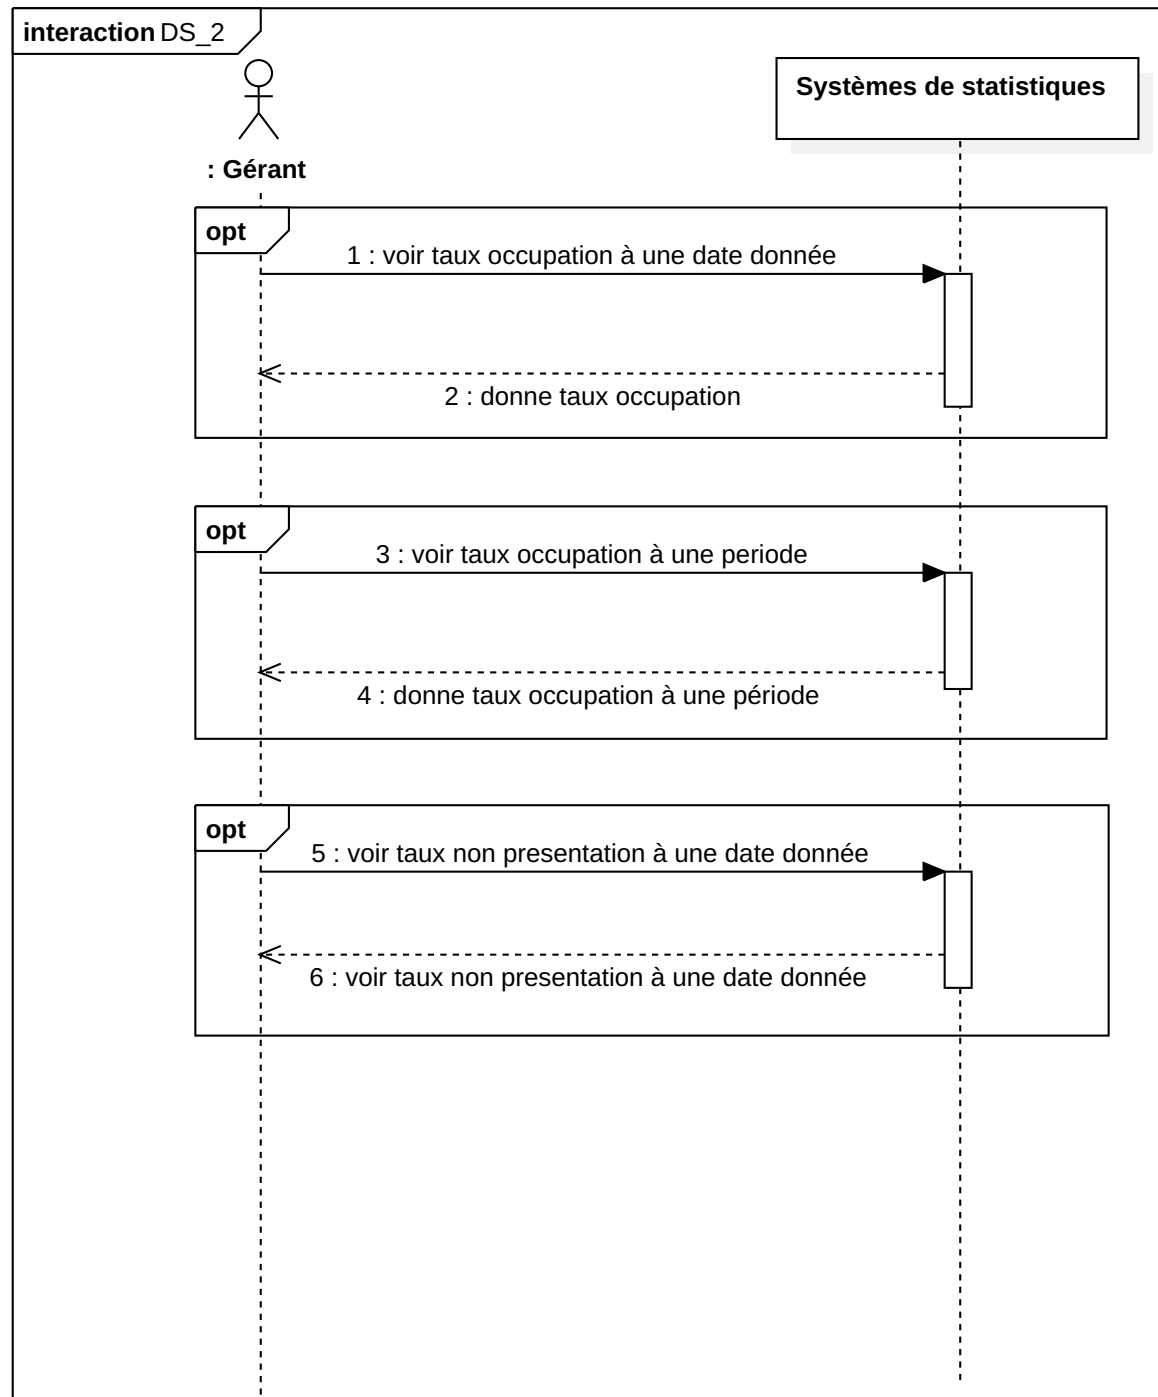 interaction DS_2
Systèmes de statistiques
: Gérant
opt
1 : voir taux occupation à une date donnée
2 : donne taux occupation
opt
3 : voir taux occupation à une periode
4 : donne taux occupation à une période
opt
5 : voir taux non presentation à une date donnée
6 : voir taux non presentation à une date donnée